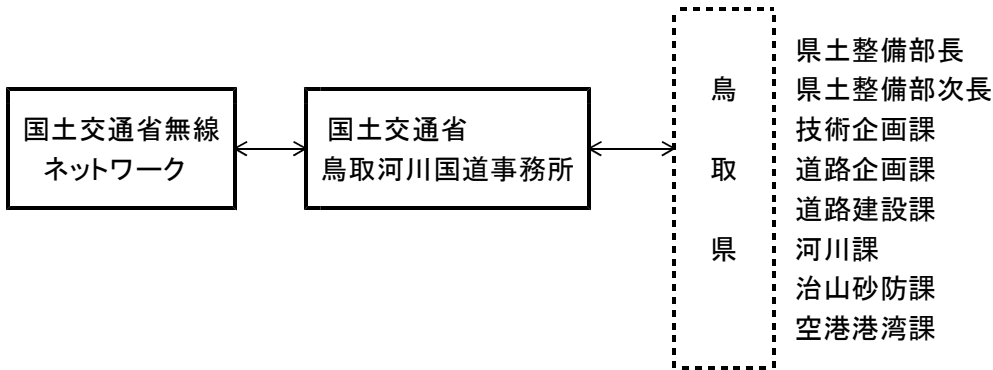 国土交通省無線
ネットワーク
国土交通省
鳥取河川国道事務所
鳥
取
県
県土整備部長
県土整備部次長
技術企画課
道路企画課
道路建設課
河川課
治山砂防課
空港港湾課